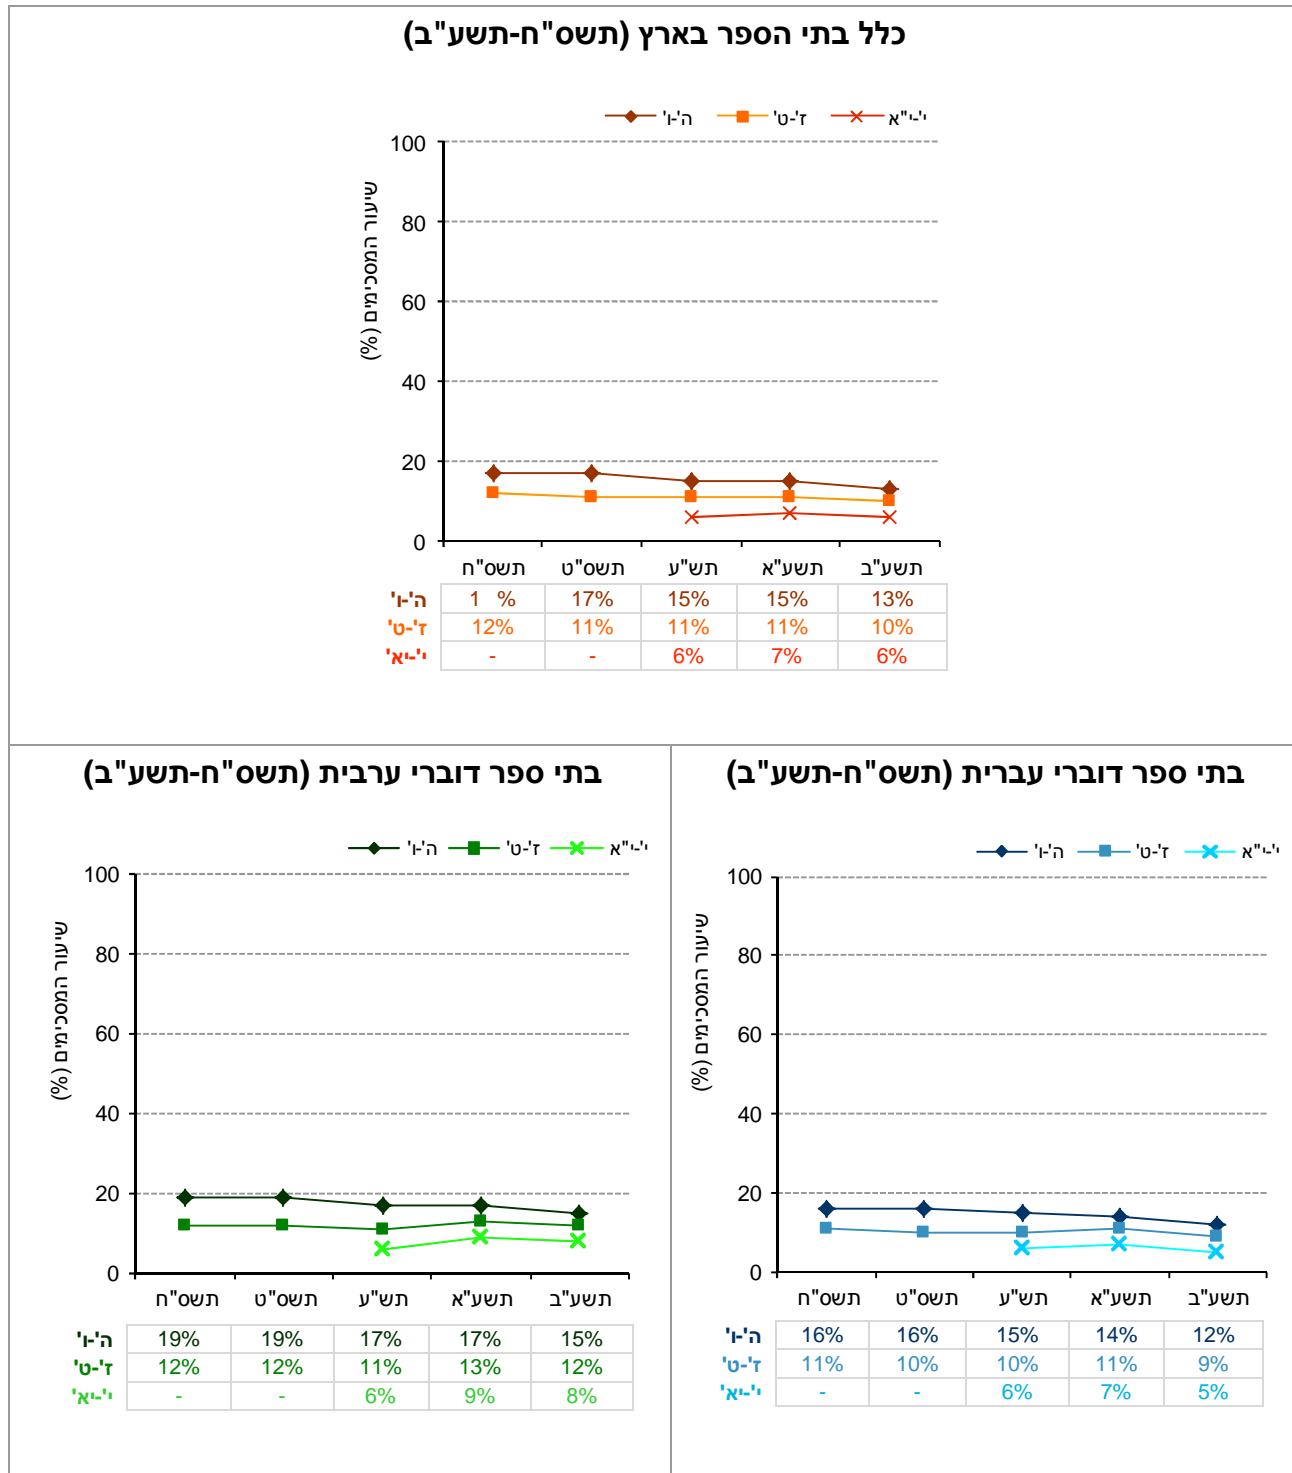 כלל בתי הספר בארץ (תשס"ח-תשע"ב)
ה'-ו' ז'-ט' י'-י"א
שיעור המסכימים (%)
100
80
60
40
20
0
תשס"ח תשס"ט תש"ע תשע"א תשע"ב
ה'-ו' 1 % 17% 15% 15% 13%
ז'-ט' 12% 11% 11% 11% 10%
י'-יא' - - 6% 7% 6%
בתי ספר דוברי עברית (תשס"ח-תשע"ב)
ה'-ו' ז'-ט' י'-י"א
שיעור המסכימים (%)
100
80
60
40
20
0
תשס"ח תשס"ט תש"ע תשע"א תשע"ב
ה'-ו' 16% 16% 15% 14% 12%
ז'-ט' 11% 10% 10% 11% 9%
י'-יא' - - 6% 7% 5%
בתי ספר דוברי ערבית (תשס"ח-תשע"ב)
ה'-ו' ז'-ט' י'-י"א
שיעור המסכימים (%)
100
80
60
40
20
0
תשס"ח תשס"ט תש"ע תשע"א תשע"ב
ה'-ו' 19% 19% 17% 17% 15%
ז'-ט' 12% 12% 11% 13% 12%
י'-יא' - - 6% 9% 8%